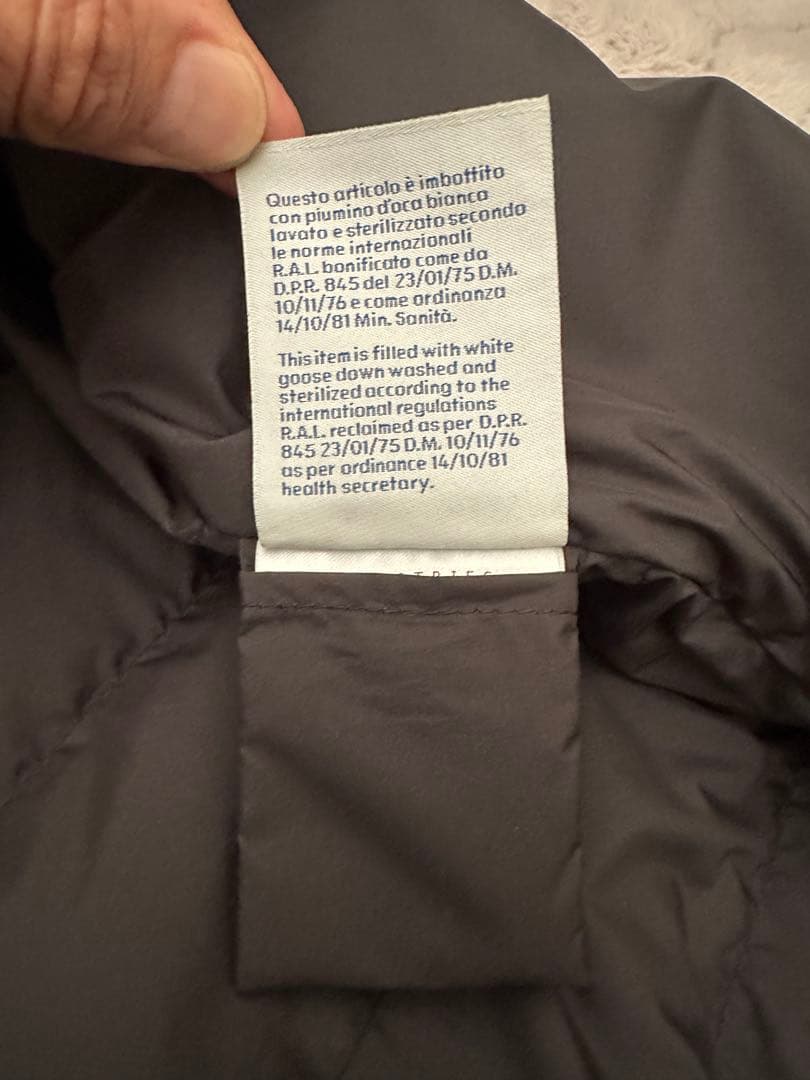 Questo articolo è imbottito
con piumino d'oca bianca
lavato e sterilizzato secondo
le norme internazionali
R.A.L. bonificato come da
D.P.R. 845 del 23/01/75 D.M.
10/11/76 e come ordinanza
14/10/81 Min. Sanità.
This item is filled with white
goose down washed and
sterilized according to the
international regulations
R.A.L. reclaimed as per D.P.R.
845 23/01/75 D.M. 10/11/76
as per ordinance 14/10/81
health secretary.